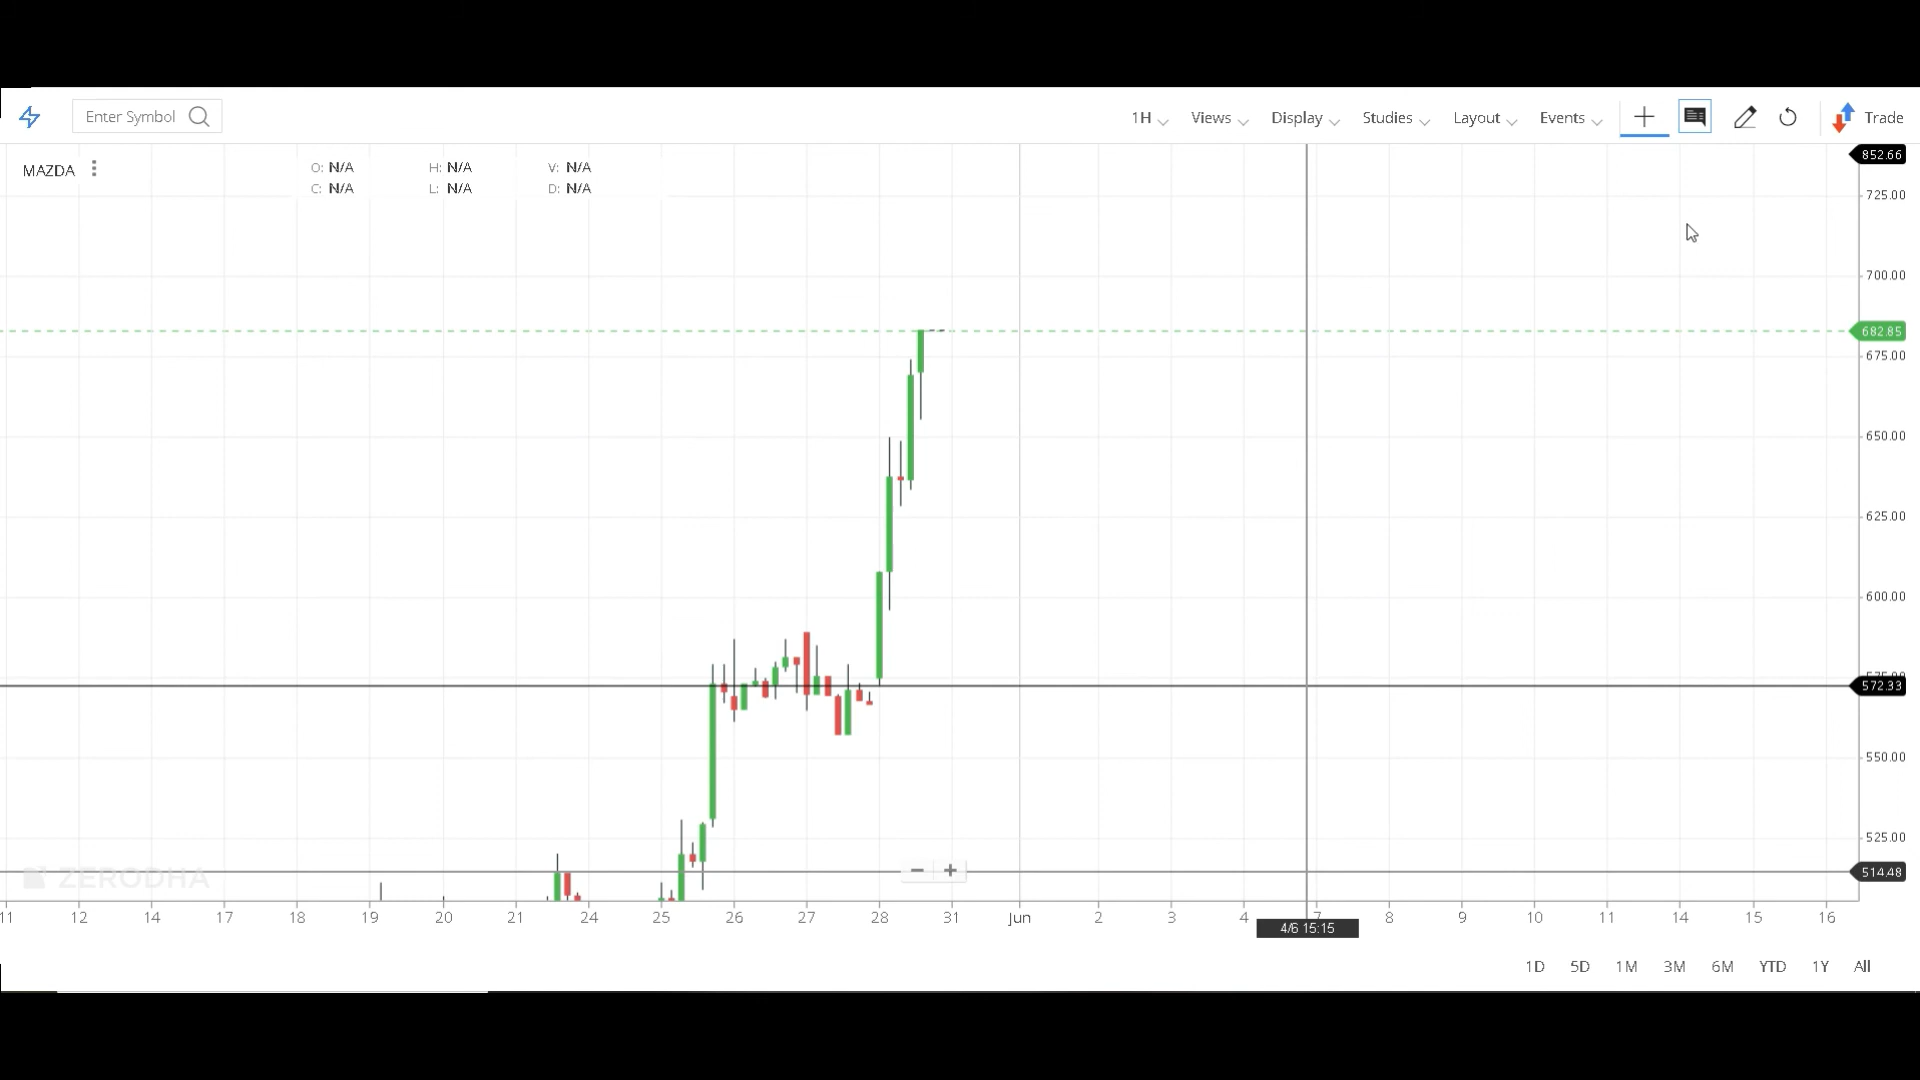 Enter Symbol 1H Views Display Studies Layout Events Trade
MAZDA O: N/A H: N/A V: N/A
C: N/A L: N/A D: N/A
852.66
725.00
700.00
682.85
675.00
650.00
625.00
600.00
572.33
550.00
525.00
514.48
ZERODHA
11 12 14 17 18 19 20 21 24 25 26 27 28 31 Jun 2 3 4 7 8 9 10 11 14 15 16
4/6 15:15
1D 5D 1M 3M 6M YTD 1Y All